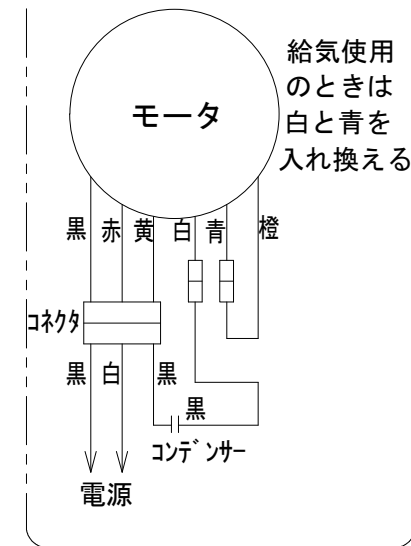 給気使用
のときは
白と青を
入れ換える
モータ
黒 赤 黄 白 青 橙
コネクタ
黒 白 黒
黒
コンデンサー
電源